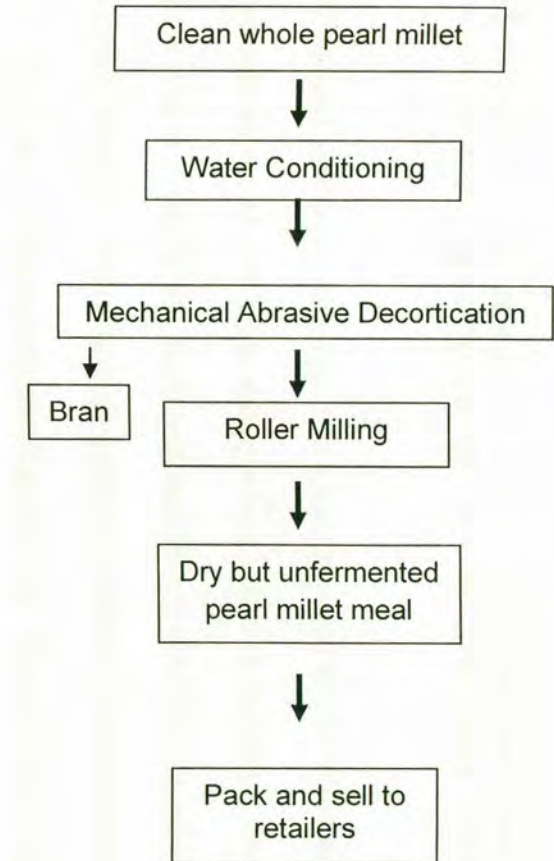 Clean whole pearl millet
Water Conditioning
Mechanical Abrasive Decortication
Bran
Roller Milling
Dry but unfermented
pearl millet meal
Pack and sell to
retailers